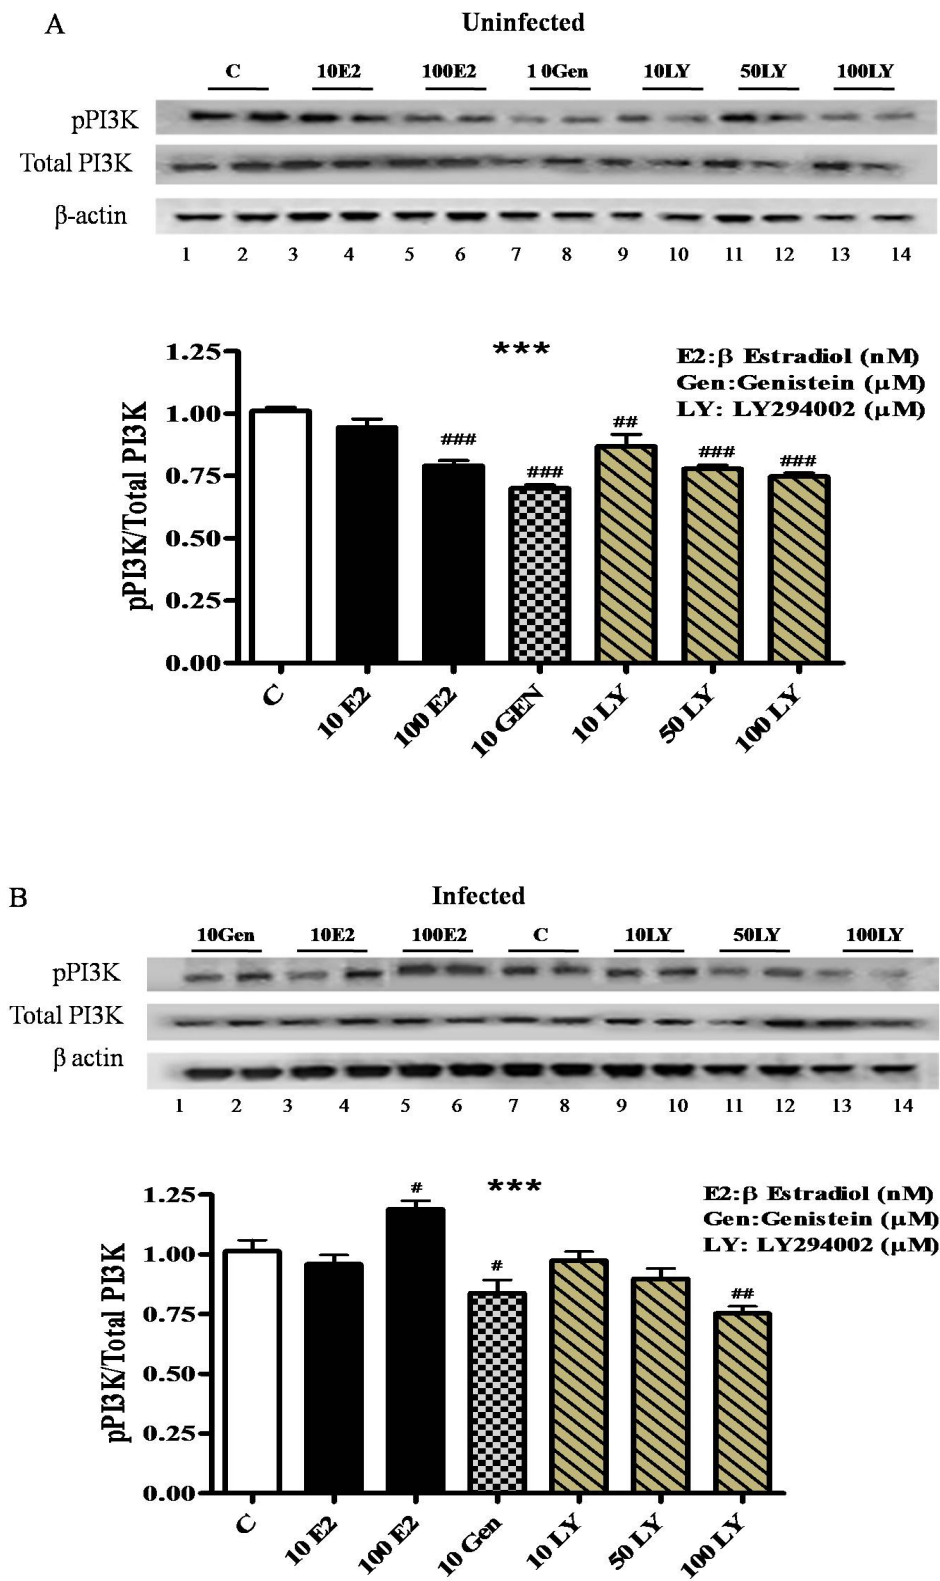 A
Uninfected
C 10E2 100E2 1 0Gen 10LY 50LY 100LY
pPI3K
Total PI3K
β-actin
1 2 3 4 5 6 7 8 9 10 11 12 13 14
***
E2:β Estradiol (nM)
Gen:Genistein (μM)
LY: LY294002 (μM)
pPI3K/Total PI3K
1.25
1.00
0.75
0.50
0.25
0.00
### ### ## ### ###
C 10 E2 100 E2 10 GEN 10 LY 50 LY 100 LY
B
Infected
10Gen 10E2 100E2 C 10LY 50LY 100LY
pPI3K
Total PI3K
β actin
1 2 3 4 5 6 7 8 9 10 11 12 13 14
***
E2:β Estradiol (nM)
Gen:Genistein (μM)
LY: LY294002 (μM)
pPI3K/Total PI3K
1.25
1.00
0.75
0.50
0.25
0.00
# # ##
C 10 E2 100 E2 10 Gen 10 LY 50 LY 100 LY